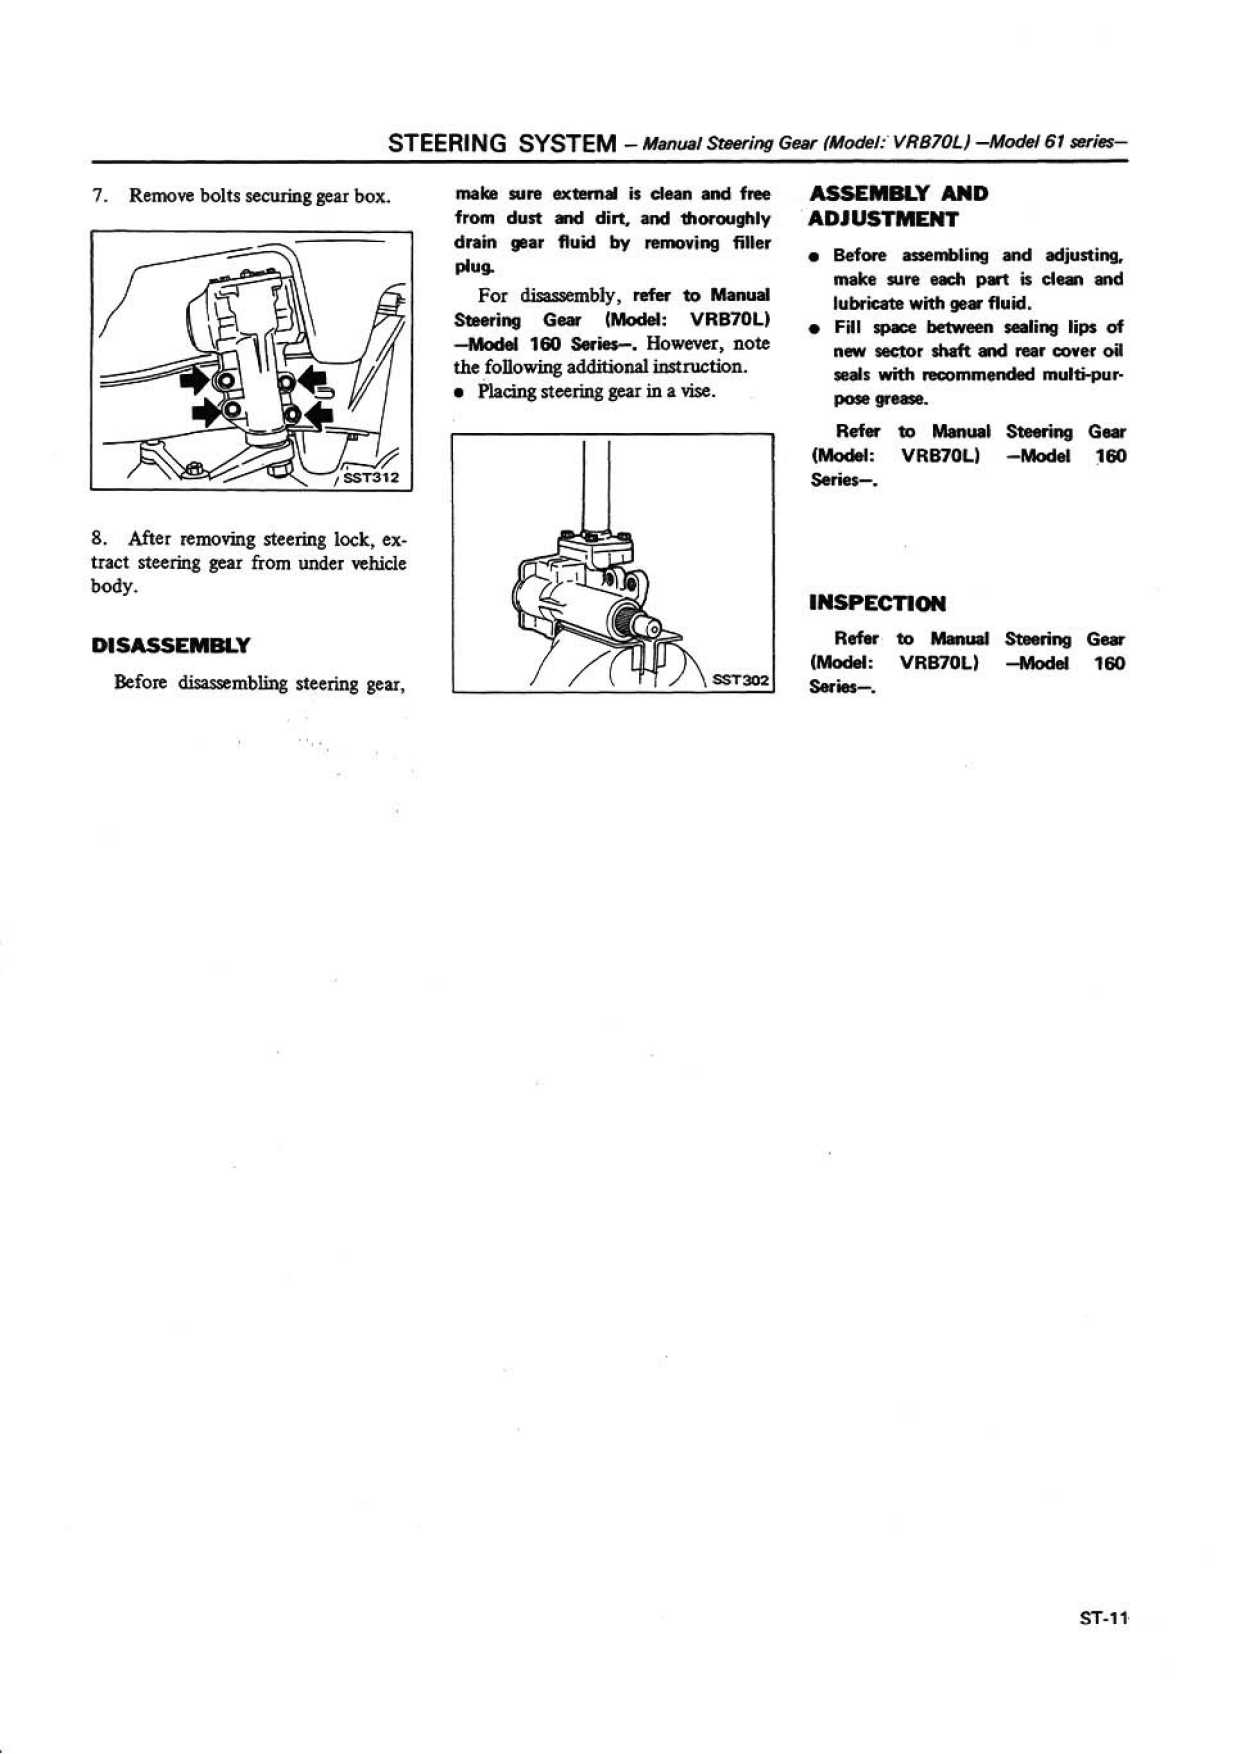 STEERING SYSTEM — Manual Steering Gear (Model: VRB70L) —Model 61 series—
7. Remove bolts securing gear box.
SST312
8. After removing steering lock, ex-
tract steering gear from under vehicle
body.
DISASSEMBLY
Before disassembling steering gear,
make sure external is clean and free
from dust and dirt, and thoroughly
drain gear fluid by removing filler
plug.
For disassembly, refer to Manual
Steering Gear (Model: VRB70L)
—Model 160 Series—. However, note
the following additional instruction.
● Placing steering gear in a vise.
SST302
ASSEMBLY AND
ADJUSTMENT
● Before assembling and adjusting,
make sure each part is clean and
lubricate with gear fluid.
● Fill space between sealing lips of
new sector shaft and rear cover oil
seals with recommended multi-pur-
pose grease.
Refer to Manual Steering Gear
(Model: VRB70L) —Model 160
Series—.
INSPECTION
Refer to Manual Steering Gear
(Model: VRB70L) —Model 160
Series—.
ST-11